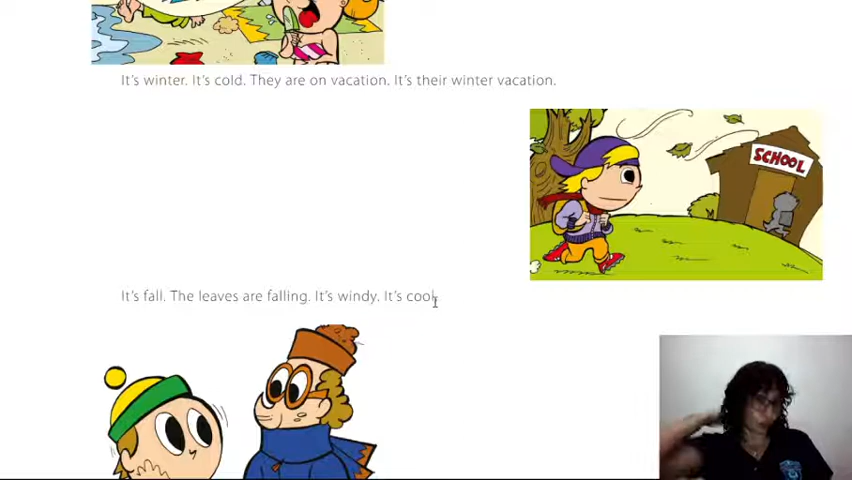 It's winter. It's cold. They are on vacation. It's their winter vacation.
SCHOOL
It's fall. The leaves are falling. It's windy. It's cool.